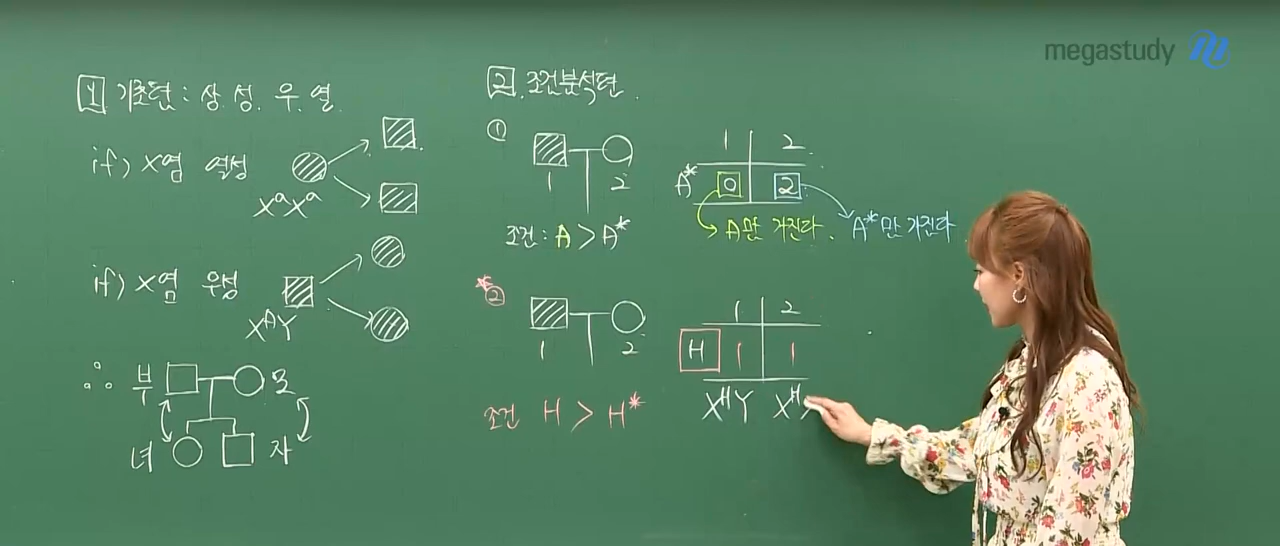 megastudy
1 기초편 : 상. 성. 우. 열.
if) X염 열성
XᵃXᵃ
if) X염 우성
XᴬY
∴ 부 모
녀 자
2. 조건분석편.
①
1 2
조건 : A > A*
1 2
A* 0 2
A만 가진다. A*만 가진다
*②
1 2
조건 H > H*
1 2
H 1 1
XᴴY Xᴴ